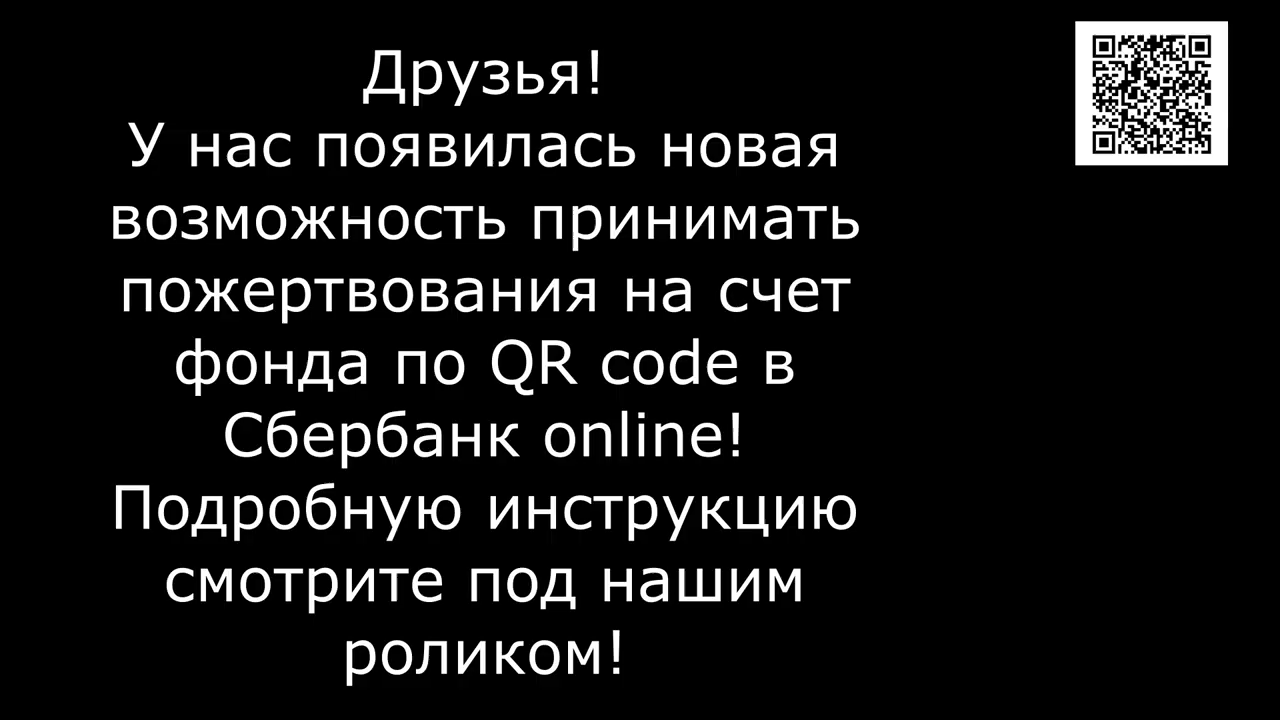 Друзья!
У нас появилась новая
возможность принимать
пожертвования на счет
фонда по QR code в
Сбербанк online!
Подробную инструкцию
смотрите под нашим
роликом!